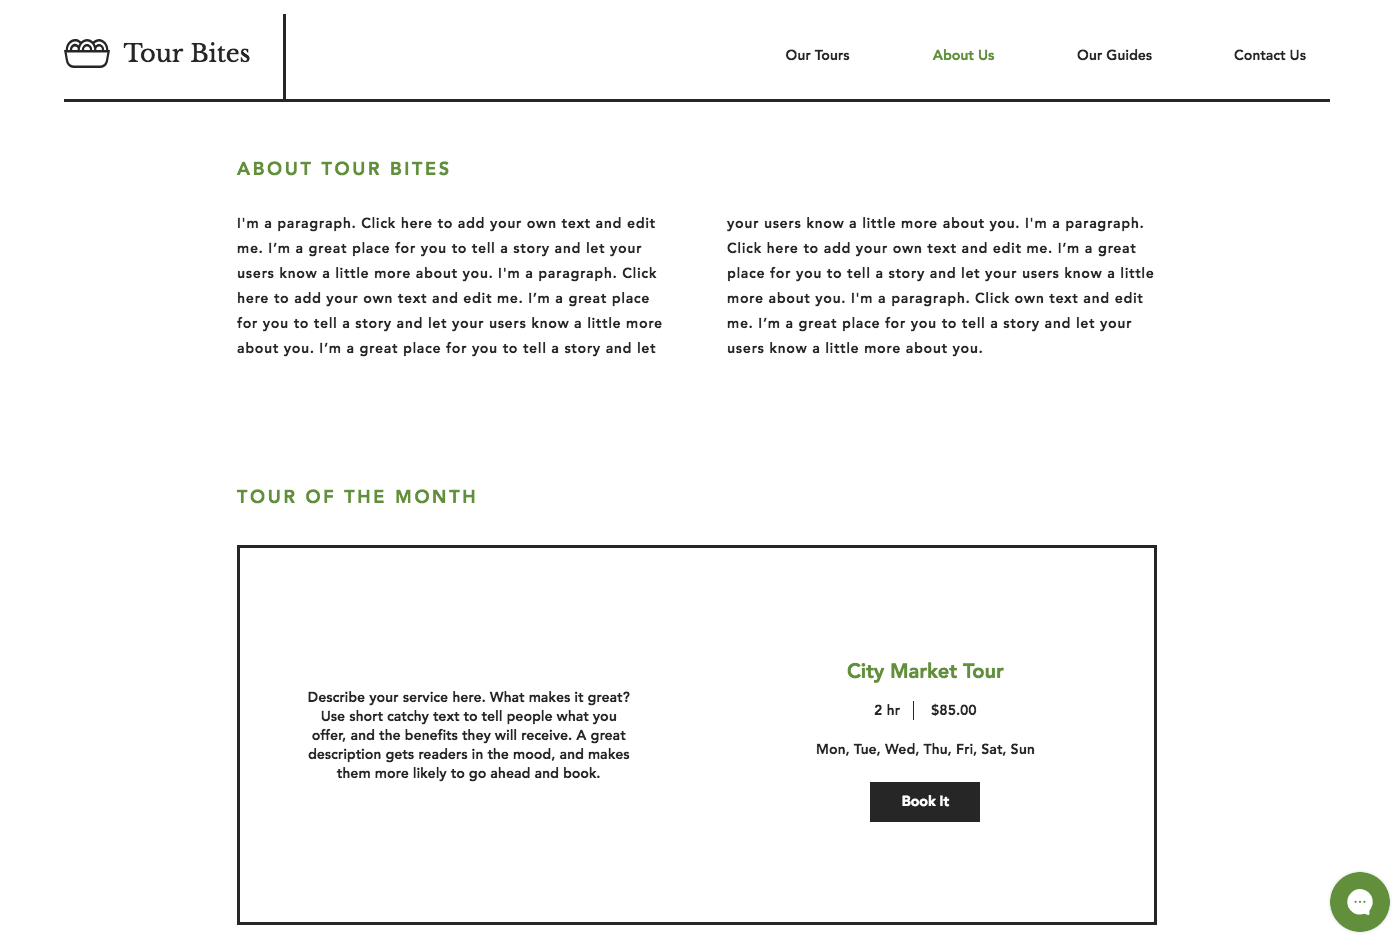 Tour Bites
Our Tours
About Us
Our Guides
Contact Us
ABOUT TOUR BITES
I'm a paragraph. Click here to add your own text and edit
me. I’m a great place for you to tell a story and let your
users know a little more about you. I'm a paragraph. Click
here to add your own text and edit me. I’m a great place
for you to tell a story and let your users know a little more
about you. I’m a great place for you to tell a story and let
your users know a little more about you. I'm a paragraph.
Click here to add your own text and edit me. I’m a great
place for you to tell a story and let your users know a little
more about you. I'm a paragraph. Click own text and edit
me. I’m a great place for you to tell a story and let your
users know a little more about you.
TOUR OF THE MONTH
Describe your service here. What makes it great?
Use short catchy text to tell people what you
offer, and the benefits they will receive. A great
description gets readers in the mood, and makes
them more likely to go ahead and book.
City Market Tour
2 hr
$85.00
Mon, Tue, Wed, Thu, Fri, Sat, Sun
Book It